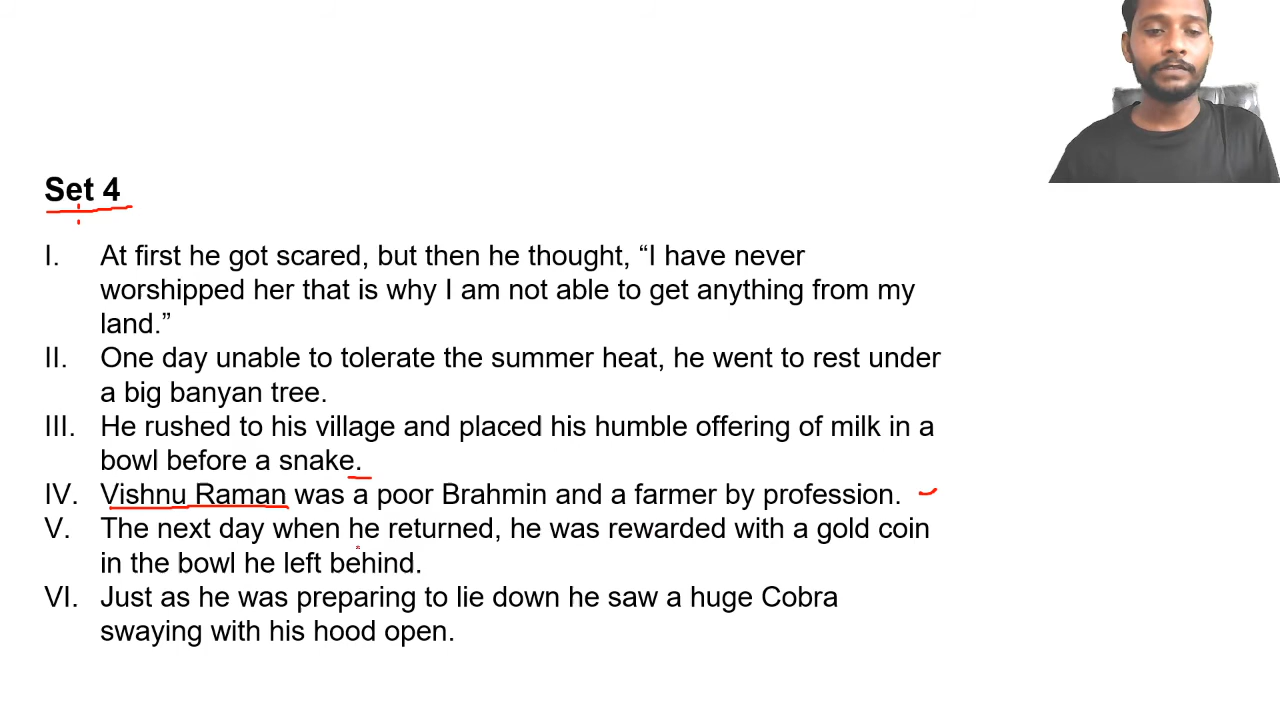 Set 4
I. At first he got scared, but then he thought, “I have never
worshipped her that is why I am not able to get anything from my
land.”
II. One day unable to tolerate the summer heat, he went to rest under
a big banyan tree.
III. He rushed to his village and placed his humble offering of milk in a
bowl before a snake.
IV. Vishnu Raman was a poor Brahmin and a farmer by profession.
V. The next day when he returned, he was rewarded with a gold coin
in the bowl he left behind.
VI. Just as he was preparing to lie down he saw a huge Cobra
swaying with his hood open.